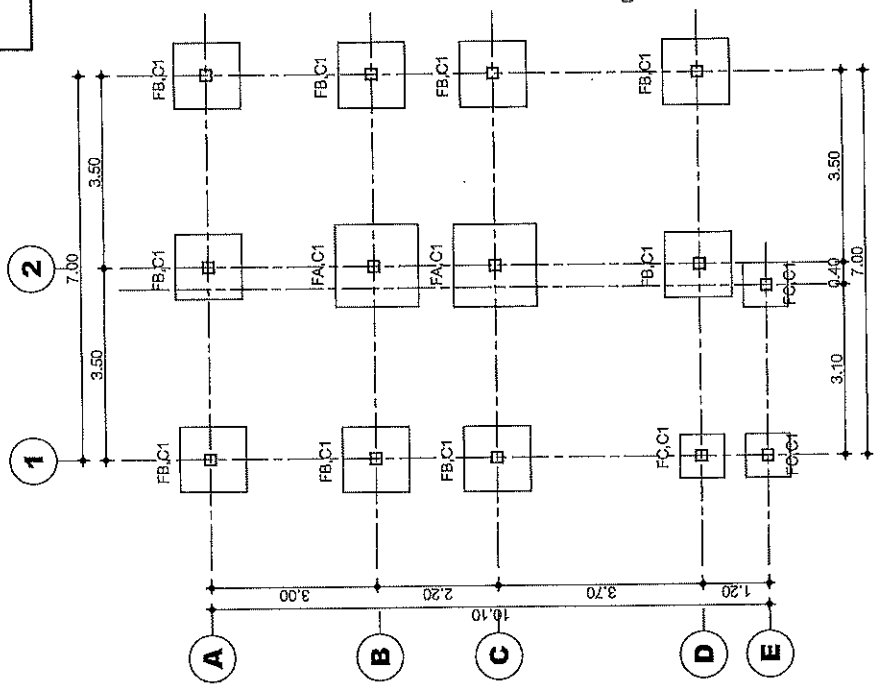 1
2
7.00
3.50
3.50
FB,C1
FB,C1
FB,C1
A
3.00
FB,C1
FA,C1
FB,C1
B
2.20
FB,C1
FA,C1
FB,C1
C
10.10
3.70
FC,C1
FB,C1
FB,C1
D
1.20
FC,C1
FC,C1
E
3.10
0.40
3.50
7.00